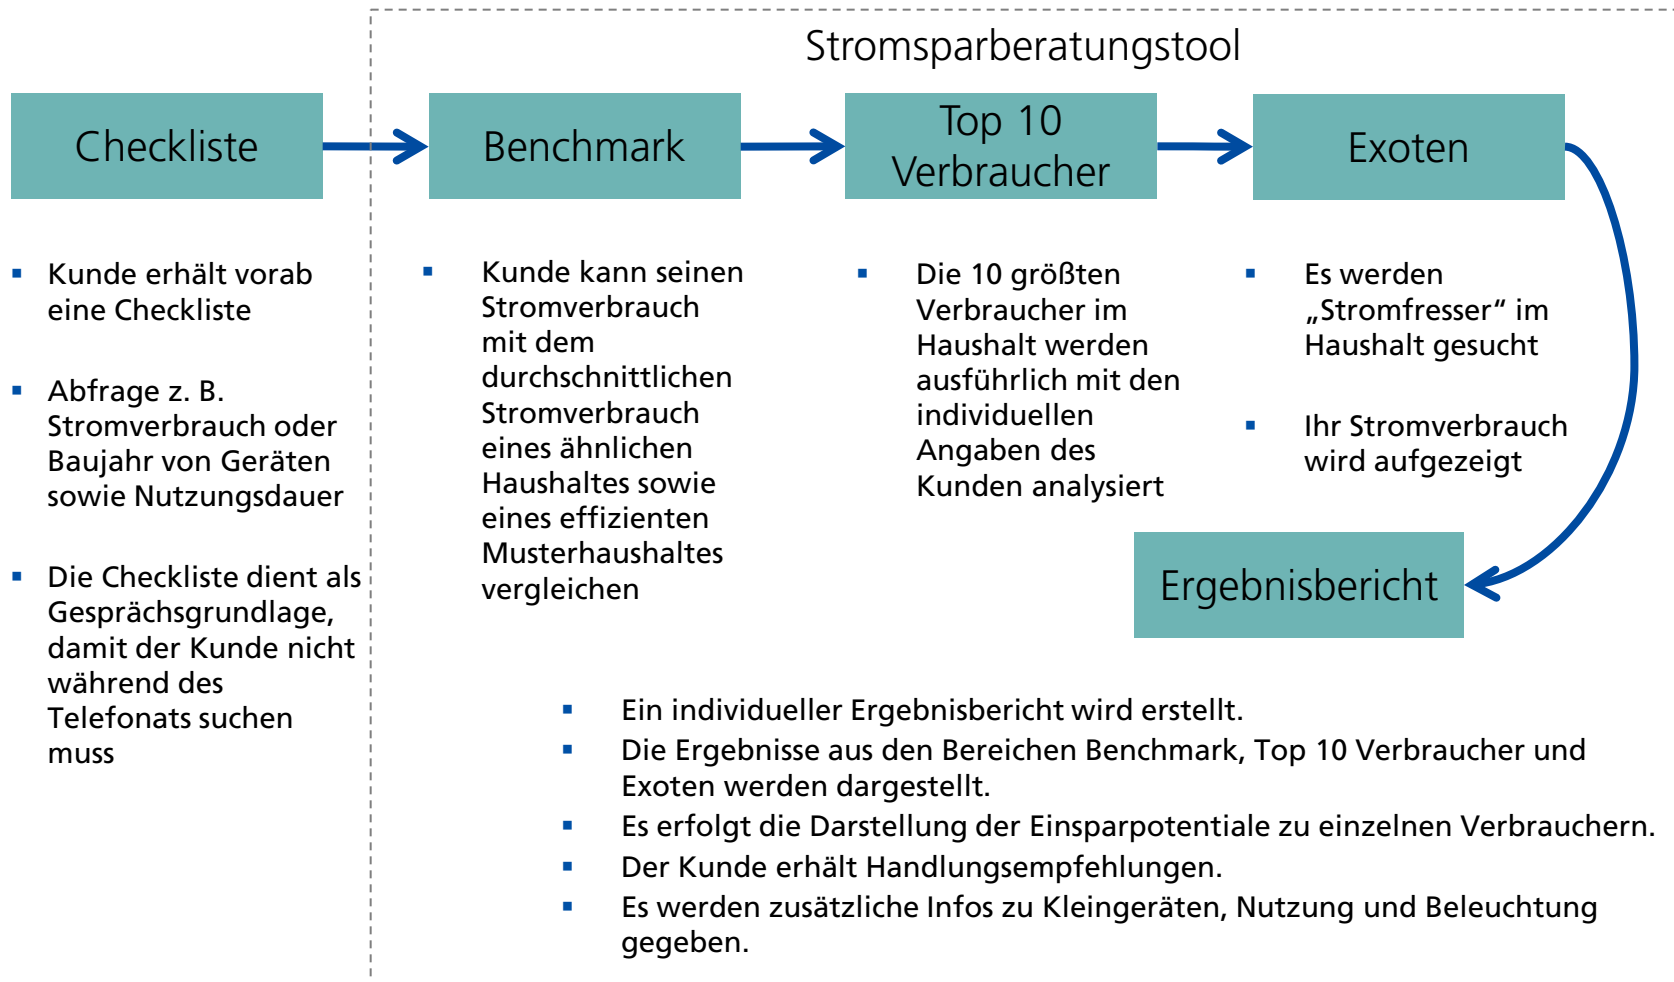 Stromsparberatungstool
Checkliste
Benchmark
Top 10
Verbraucher
Exoten
▪ Kunde erhält vorab
eine Checkliste
▪ Abfrage z. B.
Stromverbrauch oder
Baujahr von Geräten
sowie Nutzungsdauer
▪ Die Checkliste dient als
Gesprächsgrundlage,
damit der Kunde nicht
während des
Telefonats suchen
muss
▪ Kunde kann seinen
Stromverbrauch
mit dem
durchschnittlichen
Stromverbrauch
eines ähnlichen
Haushaltes sowie
eines effizienten
Musterhaushaltes
vergleichen
▪ Die 10 größten
Verbraucher im
Haushalt werden
ausführlich mit den
individuellen
Angaben des
Kunden analysiert
▪ Es werden
„Stromfresser“ im
Haushalt gesucht
▪ Ihr Stromverbrauch
wird aufgezeigt
Ergebnisbericht
▪ Ein individueller Ergebnisbericht wird erstellt.
▪ Die Ergebnisse aus den Bereichen Benchmark, Top 10 Verbraucher und
Exoten werden dargestellt.
▪ Es erfolgt die Darstellung der Einsparpotentiale zu einzelnen Verbrauchern.
▪ Der Kunde erhält Handlungsempfehlungen.
▪ Es werden zusätzliche Infos zu Kleingeräten, Nutzung und Beleuchtung
gegeben.